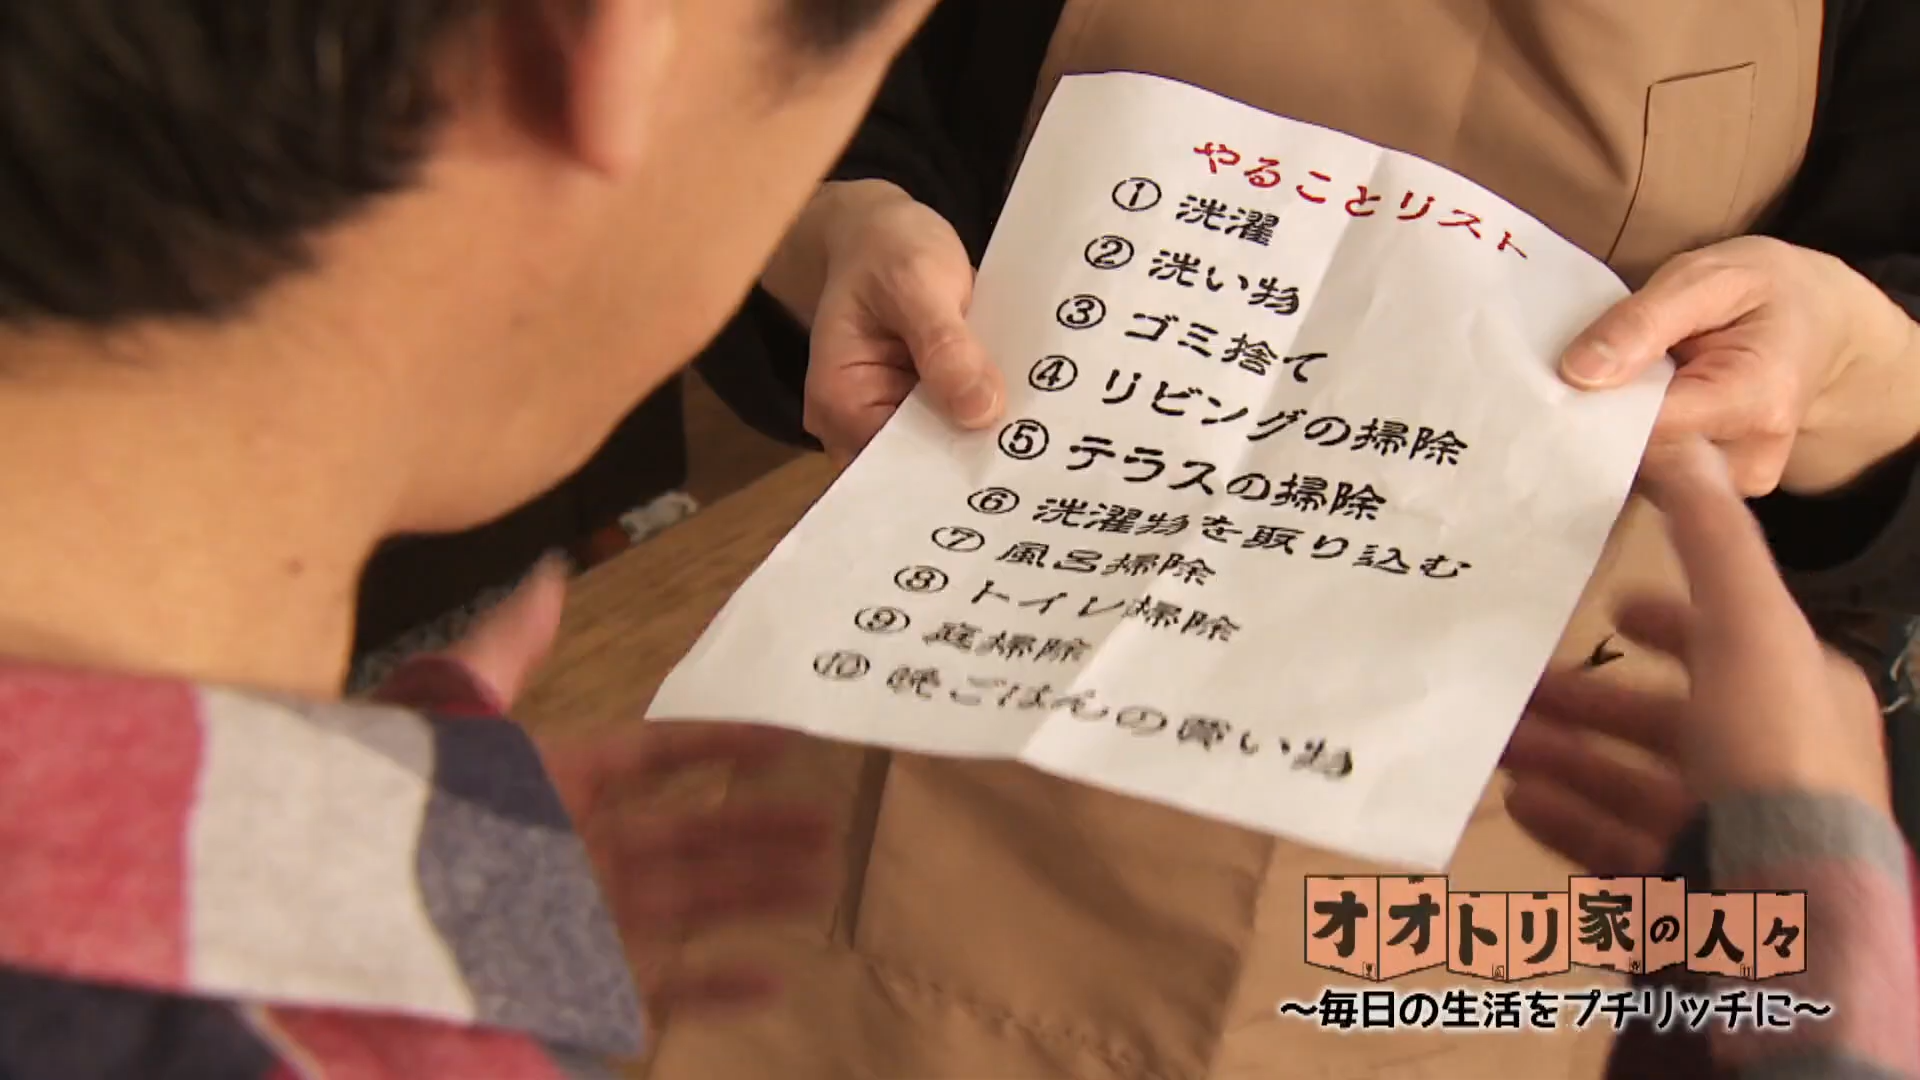 やることリスト
① 洗濯
② 洗い物
③ ゴミ捨て
④ リビングの掃除
⑤ テラスの掃除
⑥ 洗濯物を取り込む
⑦ 風呂掃除
⑧ トイレ掃除
⑨ 庭掃除
⑩ 晩ごはんの買い物
オオトリ家の人々
～毎日の生活をプチリッチに～